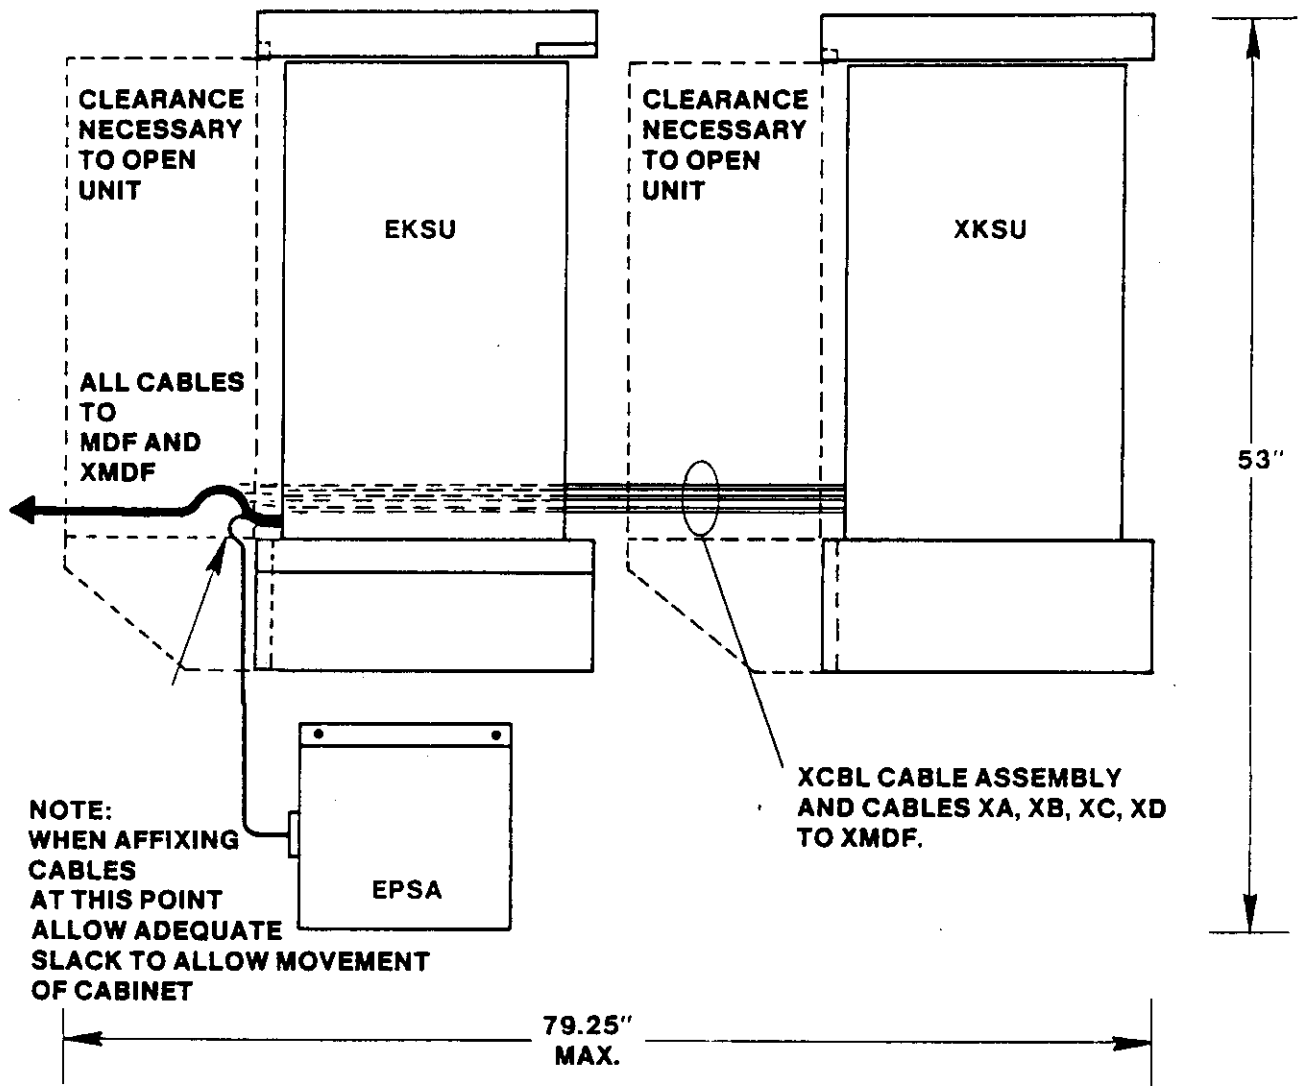 CLEARANCE
NECESSARY
TO OPEN
UNIT
EKSU
CLEARANCE
NECESSARY
TO OPEN
UNIT
XKSU
ALL CABLES
TO
MDF AND
XMDF
53"
XCBL CABLE ASSEMBLY
AND CABLES XA, XB, XC, XD
TO XMDF.
NOTE:
WHEN AFFIXING
CABLES
AT THIS POINT
ALLOW ADEQUATE
SLACK TO ALLOW MOVEMENT
OF CABINET
EPSA
79.25"
MAX.